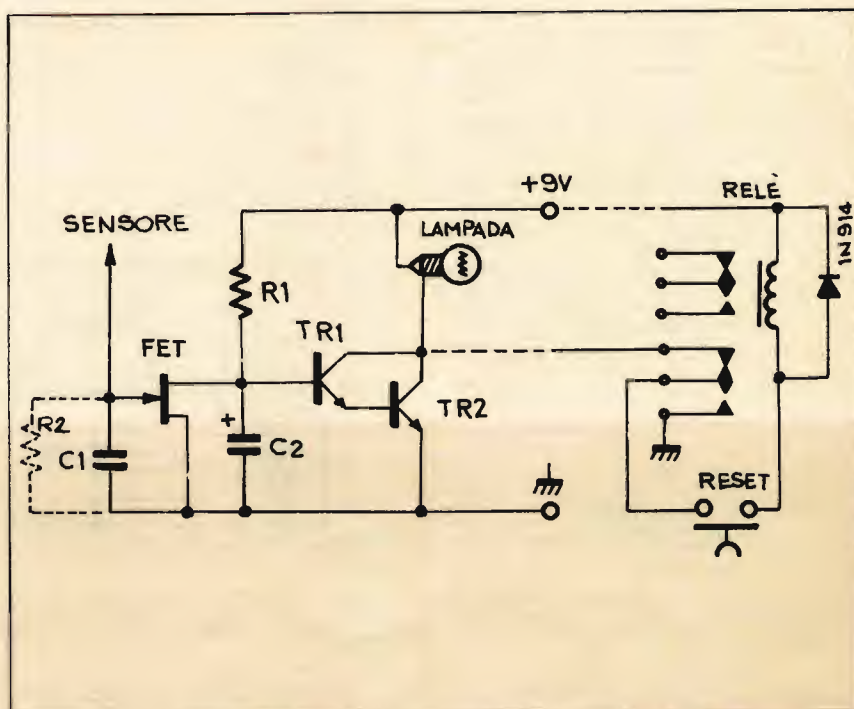 +9V
RELÈ
SENSORE
LAMPADA
1N914
R1
FET
TR1
TR2
R2
C1
+
C2
RESET